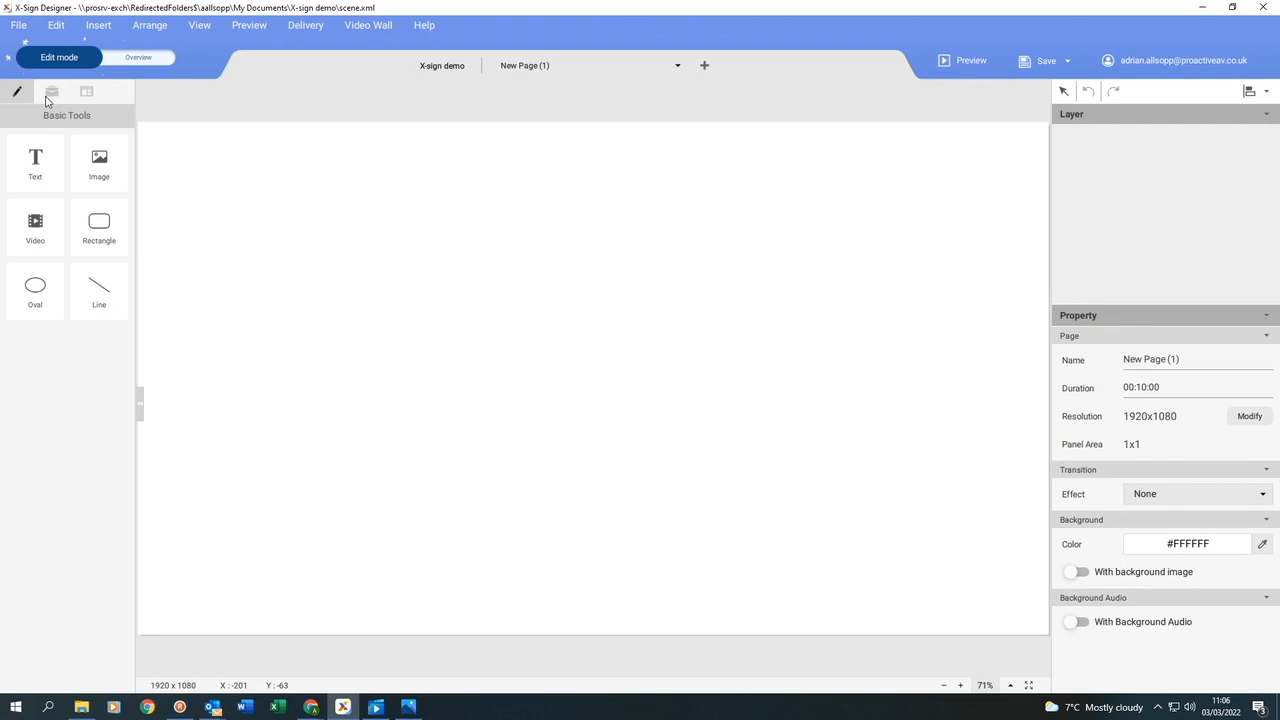 X-Sign Designer - \\prosrv-exch\RedirectedFolders$\aallsopp\My Documents\X-sign demo\scene.xml
File Edit Insert Arrange View Preview Delivery Video Wall Help
Edit mode Overview
X-sign demo New Page (1)
Preview Save adrian.allsopp@proactiveav.co.uk
Basic Tools
Text Image
Video Rectangle
Oval Line
Layer
Property
Page
Name New Page (1)
Duration 00:10:00
Resolution 1920x1080 Modify
Panel Area 1x1
Transition
Effect None
Background
Color #FFFFFF
With background image
Background Audio
With Background Audio
1920 x 1080 X : -201 Y : -63 71%
7°C Mostly cloudy 11:06
03/03/2022
3